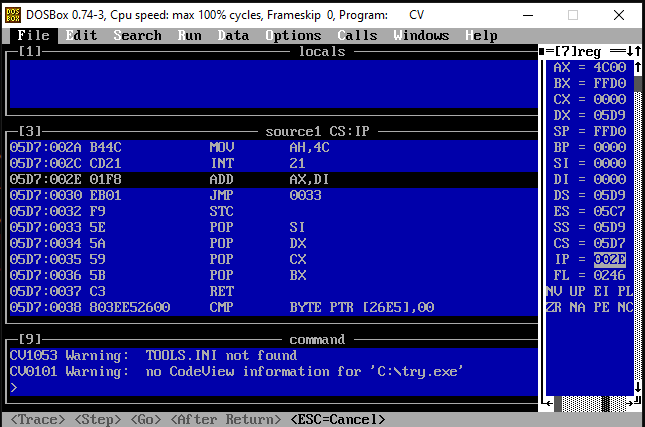 DOSBox 0.74-3, Cpu speed: max 100% cycles, Frameskip 0, Program: CV
File Edit Search Run Data Options Calls Windows Help
[1] locals
[3] source1 CS:IP
05D7:002A B44C MOV AH,4C
05D7:002C CD21 INT 21
05D7:002E 01F8 ADD AX,DI
05D7:0030 EB01 JMP 0033
05D7:0032 F9 STC
05D7:0033 5E POP SI
05D7:0034 5A POP DX
05D7:0035 59 POP CX
05D7:0036 5B POP BX
05D7:0037 C3 RET
05D7:0038 803EE52600 CMP BYTE PTR [26E5],00
[9] command
CV1053 Warning: TOOLS.INI not found
CV0101 Warning: no CodeView information for 'C:\try.exe'
>
[7]reg
AX = 4C00
BX = FFD0
CX = 0000
DX = 05D9
SP = FFD0
BP = 0000
SI = 0000
DI = 0000
DS = 05D9
ES = 05C7
SS = 05D9
CS = 05D7
IP = 002E
FL = 0246
NV UP EI PL
ZR NA PE NC
<Trace> <Step> <Go> <After Return> <ESC=Cancel>